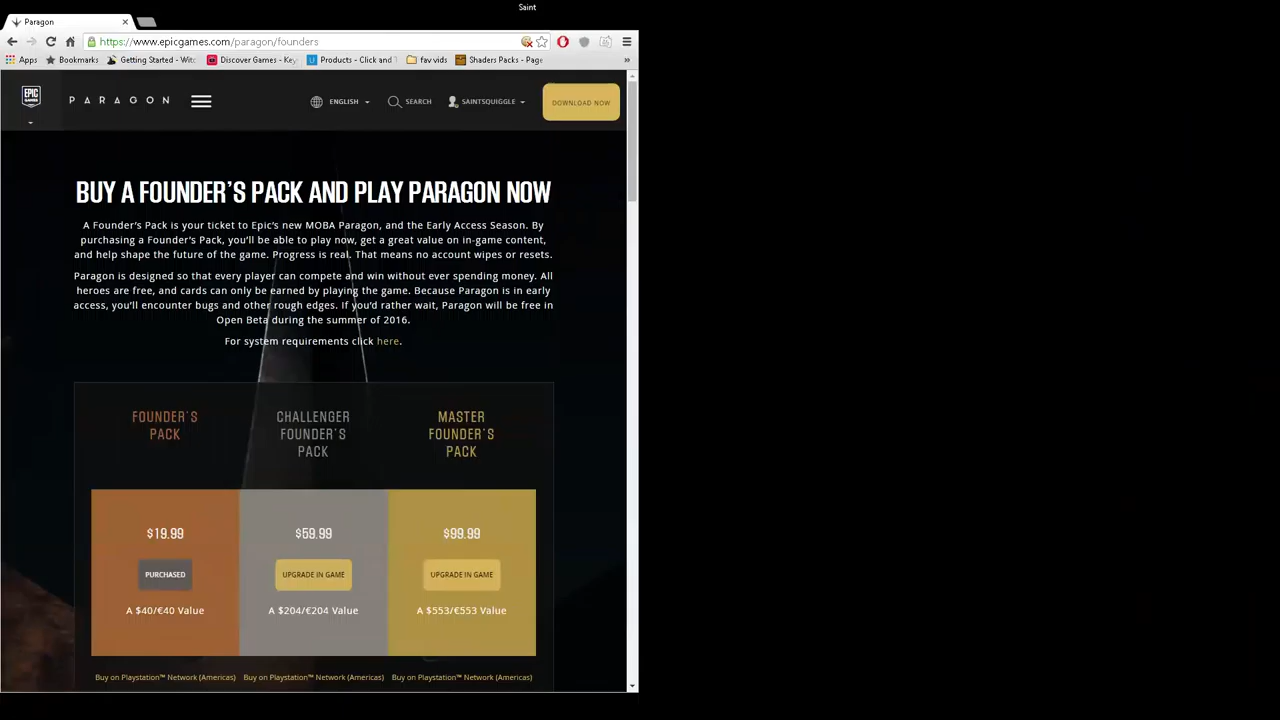 Saint
Paragon
https://www.epicgames.com/paragon/founders
Apps Bookmarks Getting Started - Wit Discover Games - Key Products - Click and T fav vids Shaders Packs - Page »
EPIC GAMES PARAGON ENGLISH SEARCH SAINTSQUIGGLE DOWNLOAD NOW
BUY A FOUNDER'S PACK AND PLAY PARAGON NOW
A Founder's Pack is your ticket to Epic's new MOBA Paragon, and the Early Access Season. By
purchasing a Founder's Pack, you'll be able to play now, get a great value on in-game content,
and help shape the future of the game. Progress is real. That means no account wipes or resets.
Paragon is designed so that every player can compete and win without ever spending money. All
heroes are free, and cards can only be earned by playing the game. Because Paragon is in early
access, you'll encounter bugs and other rough edges. If you'd rather wait, Paragon will be free in
Open Beta during the summer of 2016.
For system requirements click here.
FOUNDER'S
PACK
CHALLENGER
FOUNDER'S
PACK
MASTER
FOUNDER'S
PACK
$19.99 $59.99 $99.99
PURCHASED UPGRADE IN GAME UPGRADE IN GAME
A $40/€40 Value A $204/€204 Value A $553/€553 Value
Buy on Playstation™ Network (Americas) Buy on Playstation™ Network (Americas) Buy on Playstation™ Network (Americas)